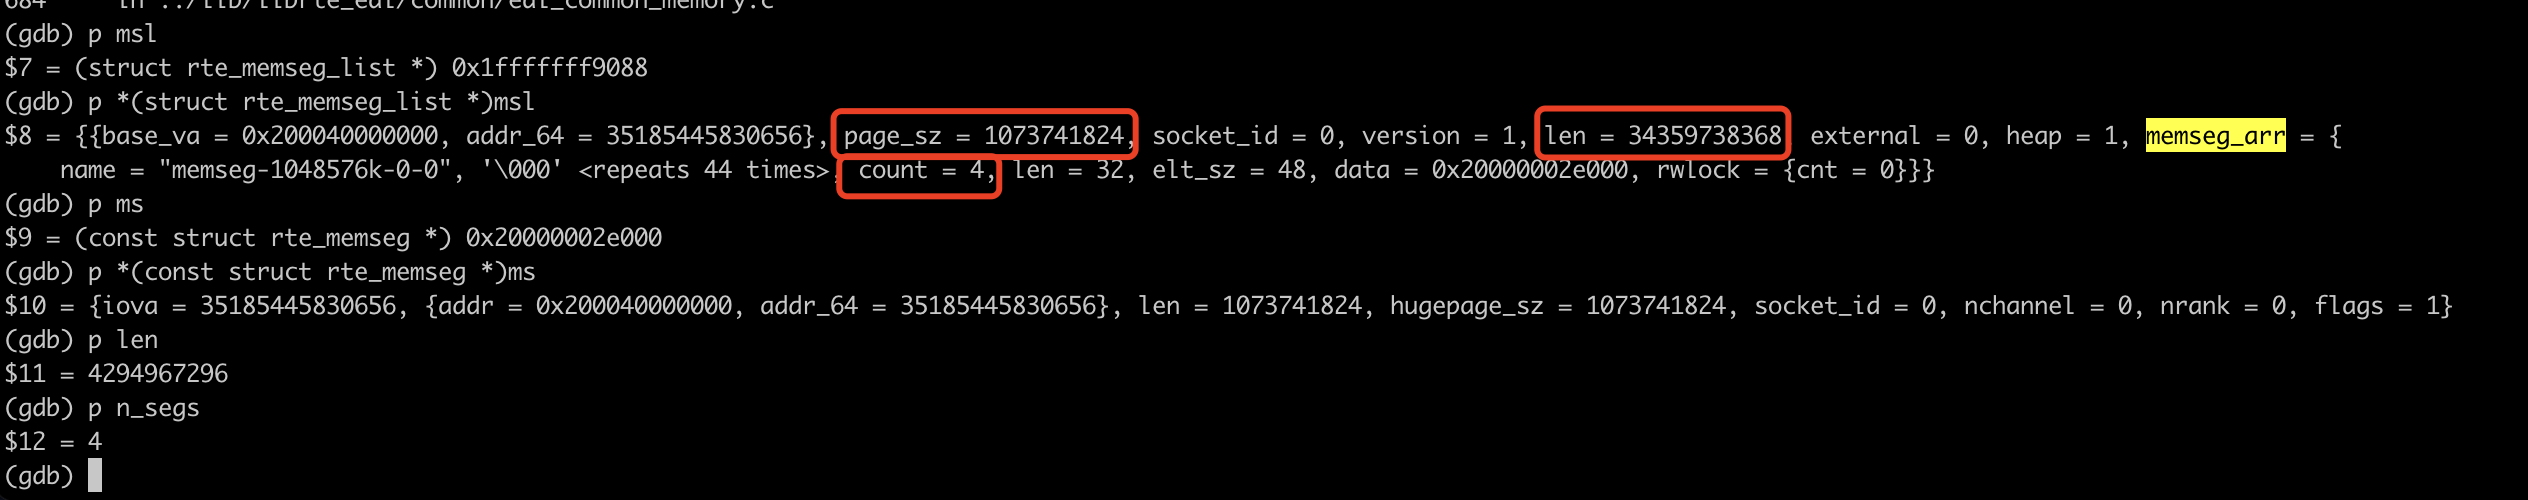 684     in ../lib/librte_eal/common/eal_common_memory.c
(gdb) p msl
$7 = (struct rte_memseg_list *) 0x1fffffff9088
(gdb) p *(struct rte_memseg_list *)msl
$8 = {{base_va = 0x200040000000, addr_64 = 35185445830656}, page_sz = 1073741824, socket_id = 0, version = 1, len = 34359738368, external = 0, heap = 1, memseg_arr = {
    name = "memseg-1048576k-0-0", '\000' <repeats 44 times>, count = 4, len = 32, elt_sz = 48, data = 0x20000002e000, rwlock = {cnt = 0}}}
(gdb) p ms
$9 = (const struct rte_memseg *) 0x20000002e000
(gdb) p *(const struct rte_memseg *)ms
$10 = {iova = 35185445830656, {addr = 0x200040000000, addr_64 = 35185445830656}, len = 1073741824, hugepage_sz = 1073741824, socket_id = 0, nchannel = 0, nrank = 0, flags = 1}
(gdb) p len
$11 = 4294967296
(gdb) p n_segs
$12 = 4
(gdb)